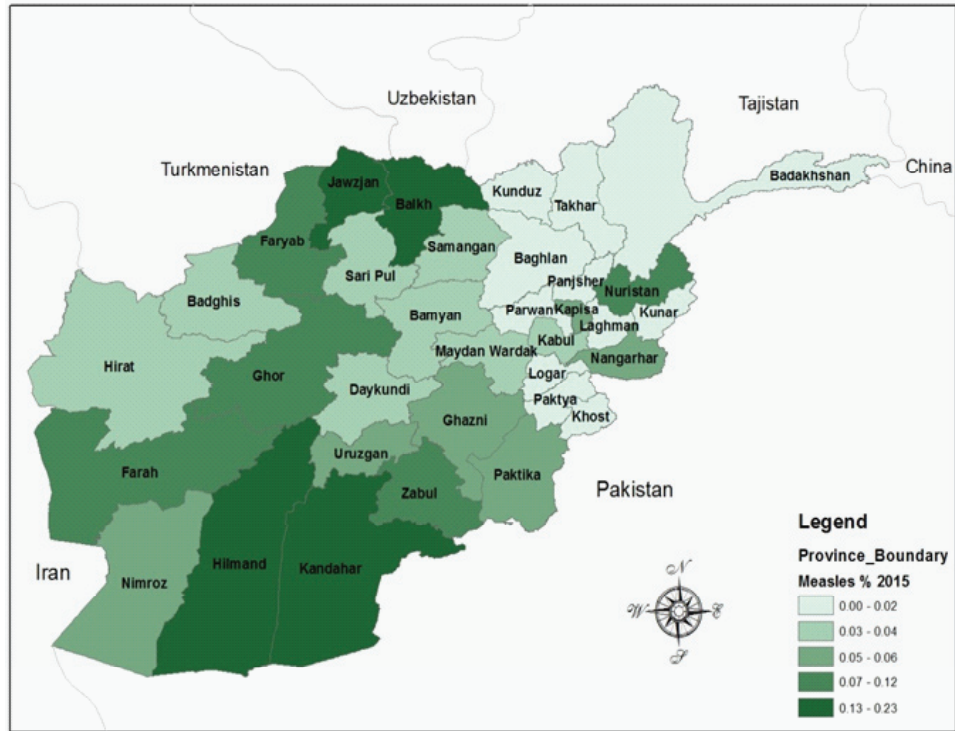 Uzbekistan
Tajistan
Turkmenistan
China
Jawzjan
Balkh
Kunduz
Takhar
Badakhshan
Faryab
Samangan
Baghlan
Sari Pul
Panjsher
Nuristan
Badghis
Bamyan
Parwan
Kapisa
Kunar
Laghman
Kabul
Maydan Wardak
Nangarhar
Hirat
Ghor
Daykundi
Logar
Paktya
Khost
Ghazni
Uruzgan
Farah
Paktika
Zabul
Pakistan
Iran
Nimroz
Hilmand
Kandahar
N
W
E
S
Legend
Province_Boundary
Measles % 2015
0.00 - 0.02
0.03 - 0.04
0.05 - 0.06
0.07 - 0.12
0.13 - 0.23